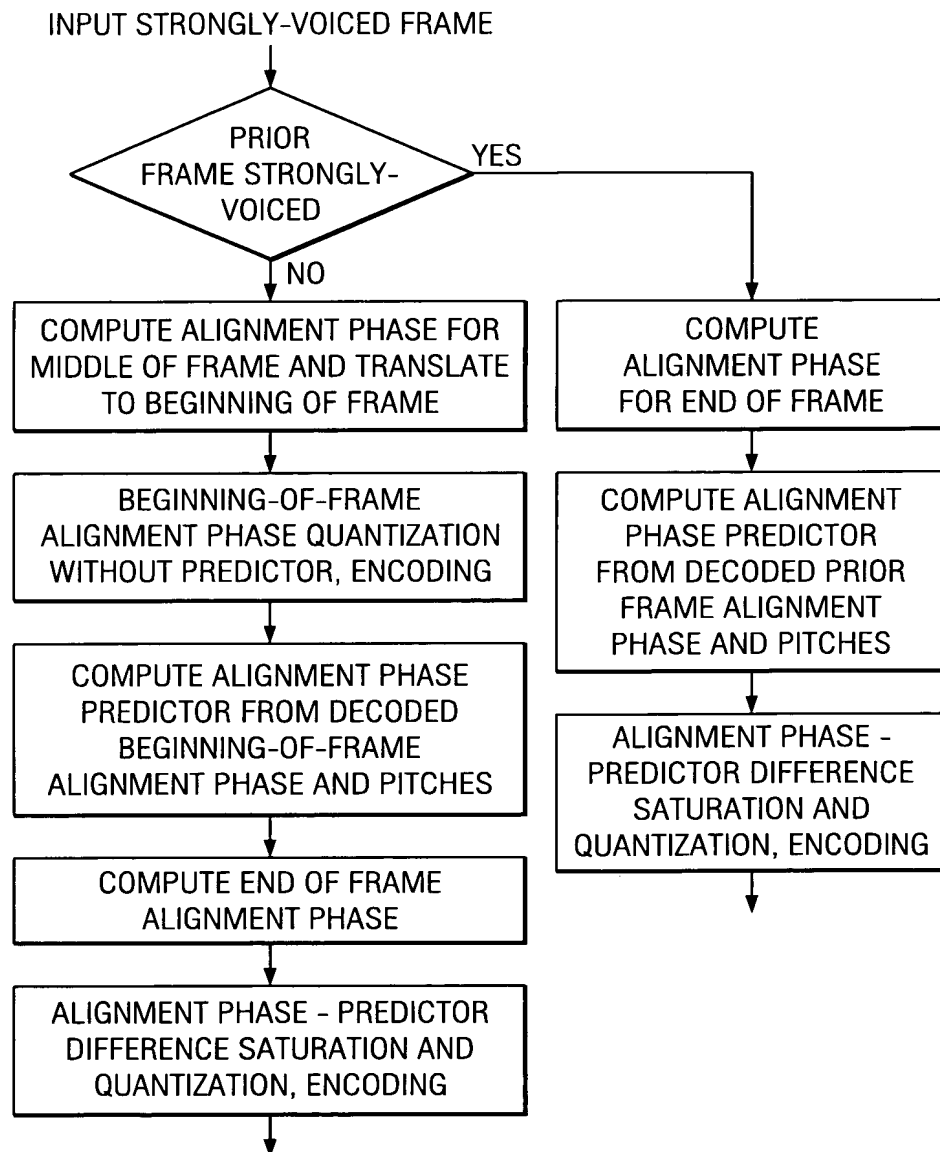 INPUT STRONGLY-VOICED FRAME
PRIOR
FRAME STRONGLY-
VOICED
YES
NO
COMPUTE ALIGNMENT PHASE FOR
MIDDLE OF FRAME AND TRANSLATE
TO BEGINNING OF FRAME
BEGINNING-OF-FRAME
ALIGNMENT PHASE QUANTIZATION
WITHOUT PREDICTOR, ENCODING
COMPUTE ALIGNMENT PHASE
PREDICTOR FROM DECODED
BEGINNING-OF-FRAME
ALIGNMENT PHASE AND PITCHES
COMPUTE END OF FRAME
ALIGNMENT PHASE
ALIGNMENT PHASE - PREDICTOR
DIFFERENCE SATURATION AND
QUANTIZATION, ENCODING
COMPUTE
ALIGNMENT PHASE
FOR END OF FRAME
COMPUTE ALIGNMENT
PHASE PREDICTOR
FROM DECODED PRIOR
FRAME ALIGNMENT
PHASE AND PITCHES
ALIGNMENT PHASE -
PREDICTOR DIFFERENCE
SATURATION AND
QUANTIZATION, ENCODING